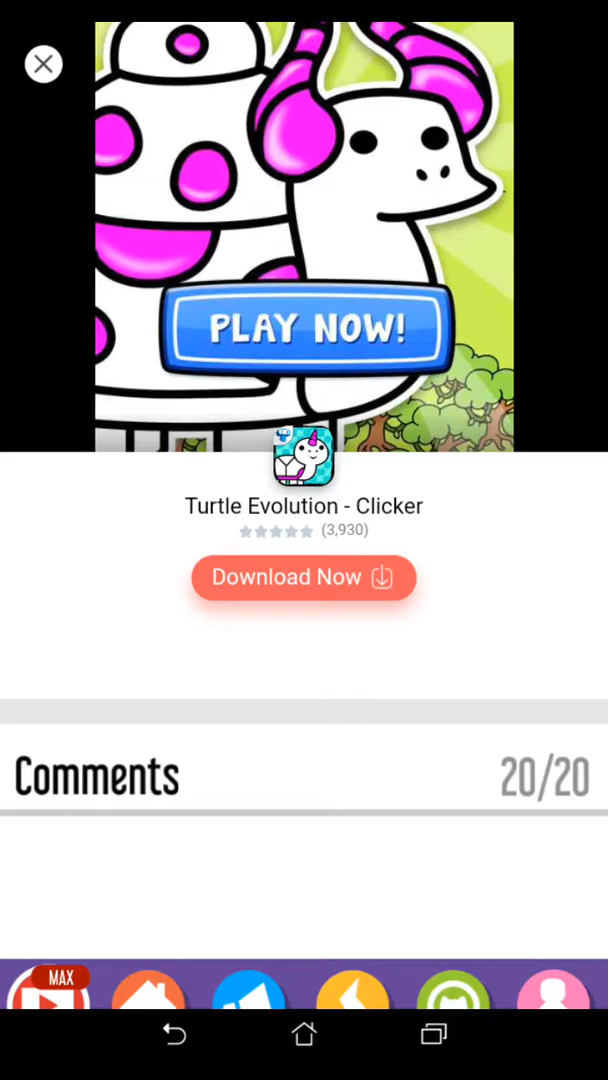 PLAY NOW!
Turtle Evolution - Clicker
(3,930)
Download Now
Comments 20/20
MAX